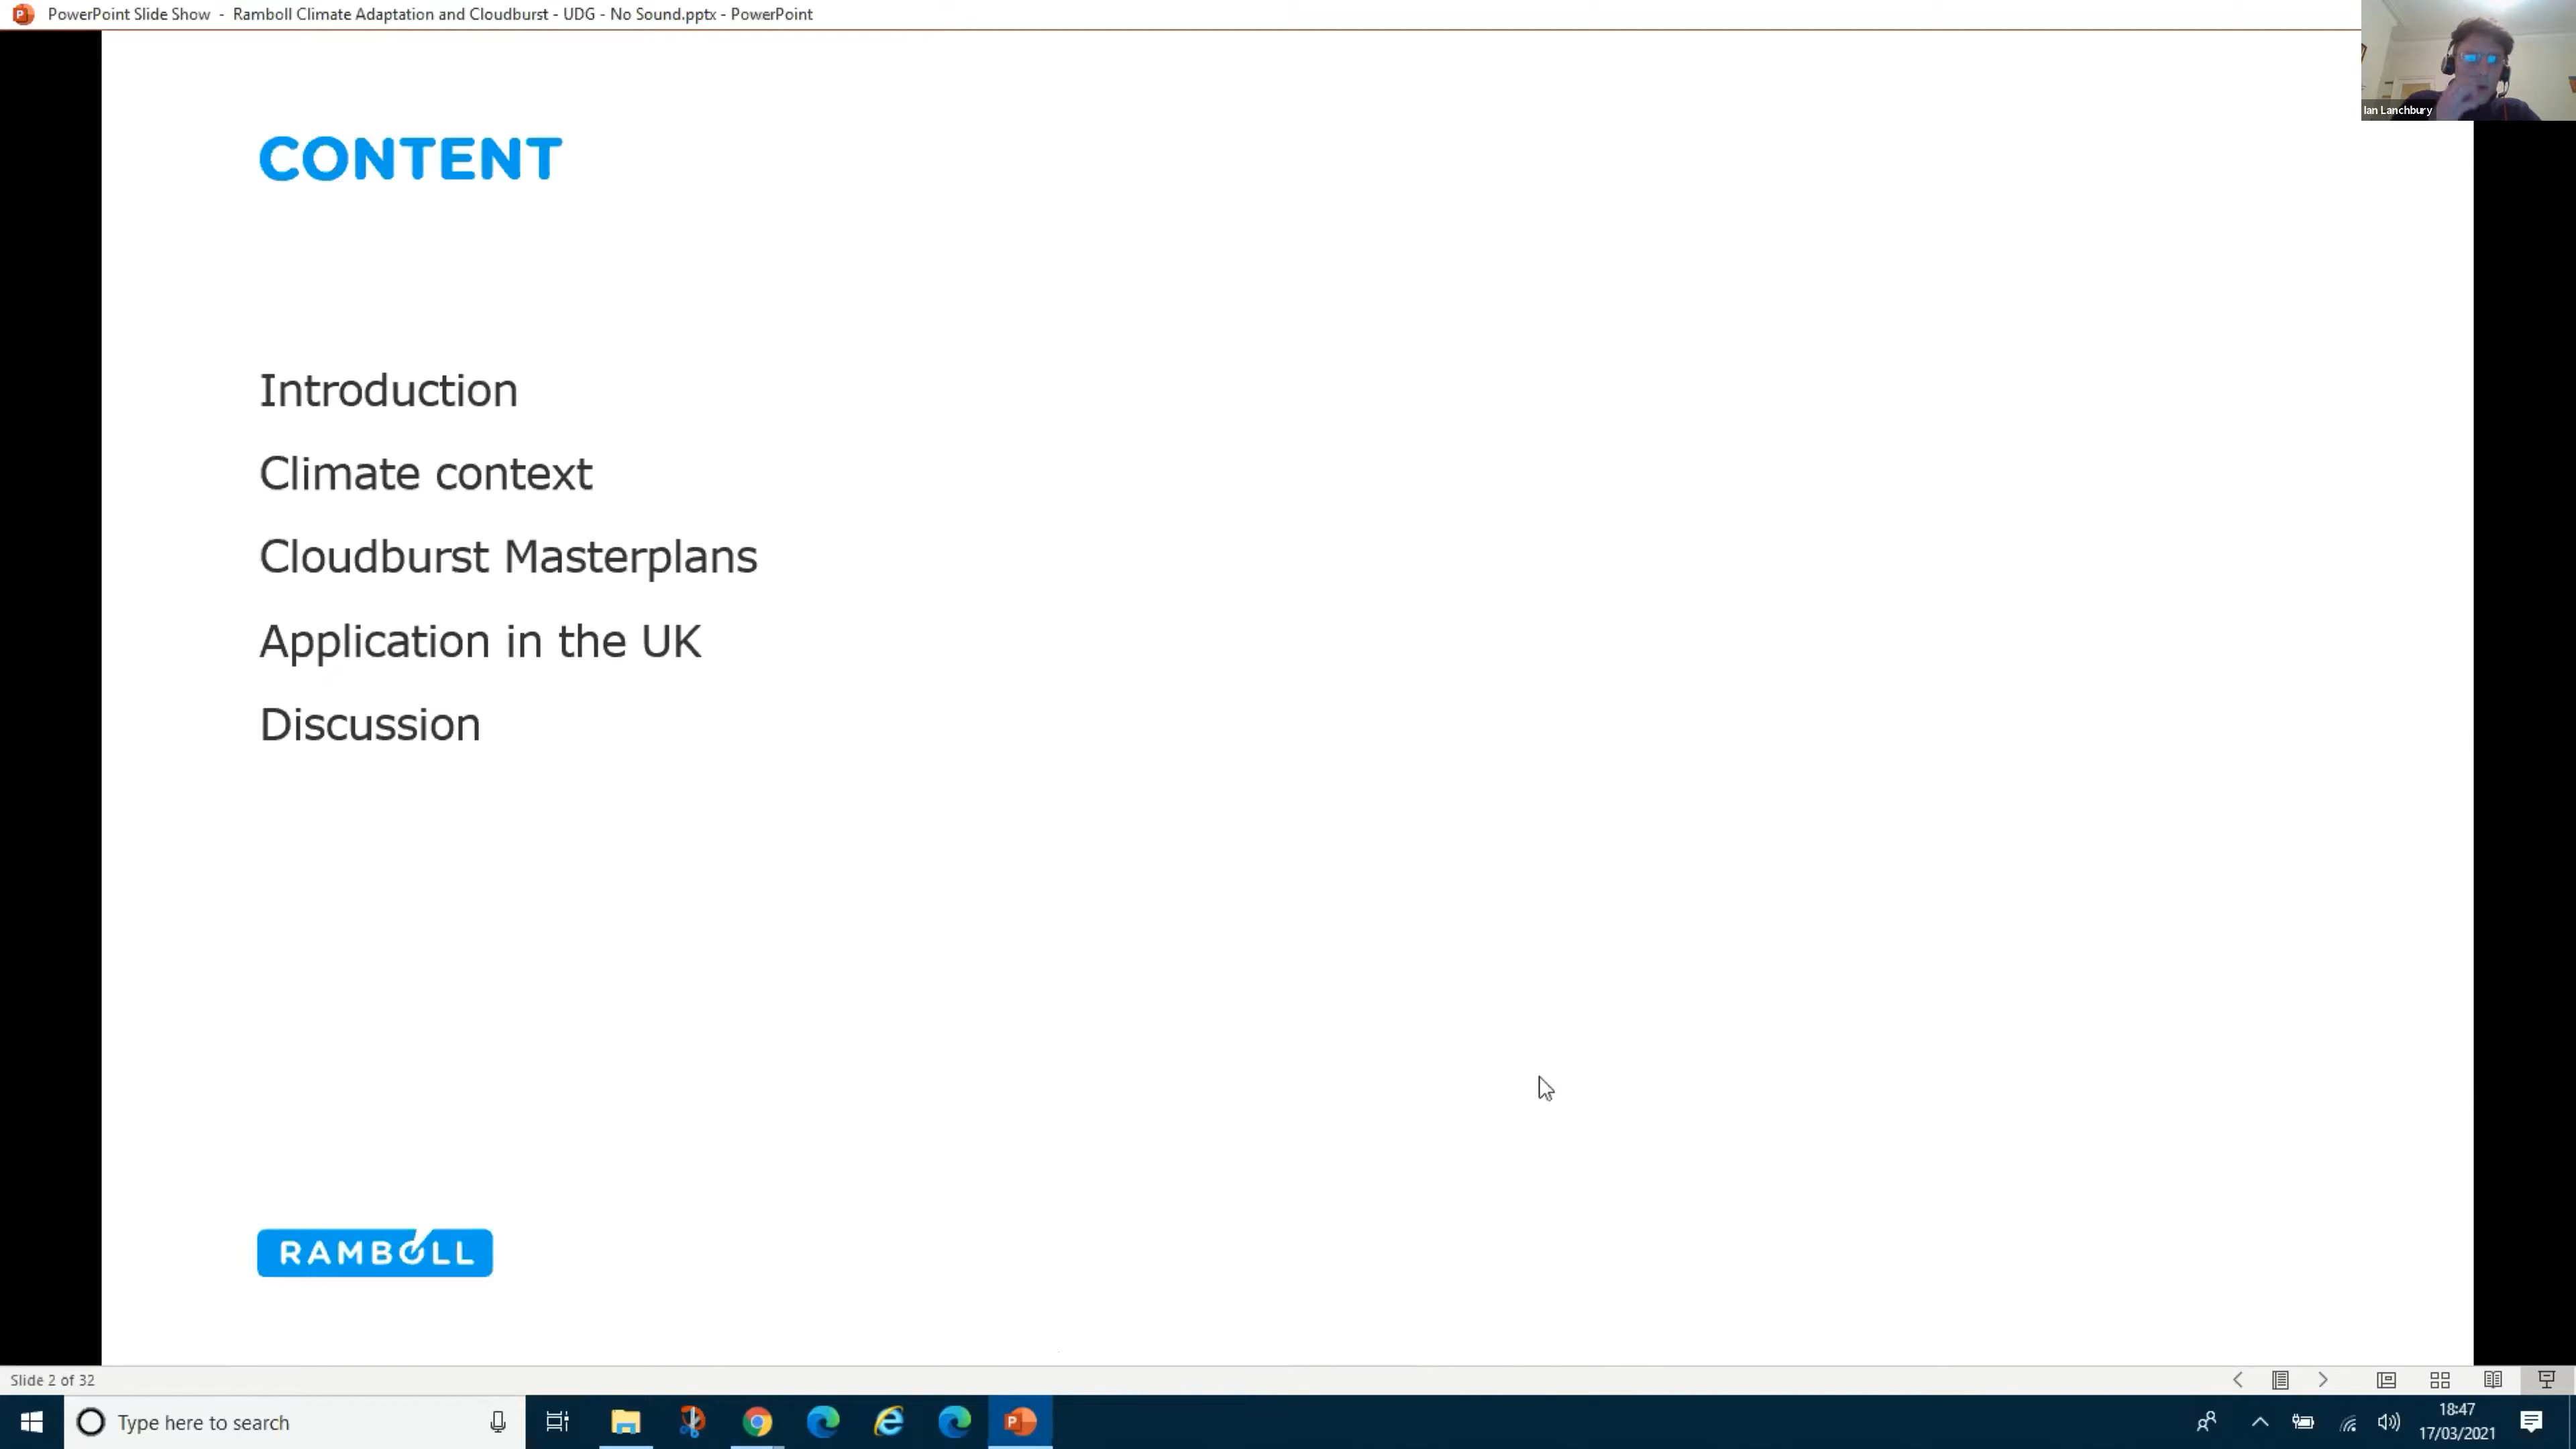 PowerPoint Slide Show - Ramboll Climate Adaptation and Cloudburst - UDG - No Sound.pptx - PowerPoint
Ian Lanchbury
CONTENT
Introduction
Climate context
Cloudburst Masterplans
Application in the UK
Discussion
RAMBOLL
Slide 2 of 32
Type here to search
18:47
17/03/2021